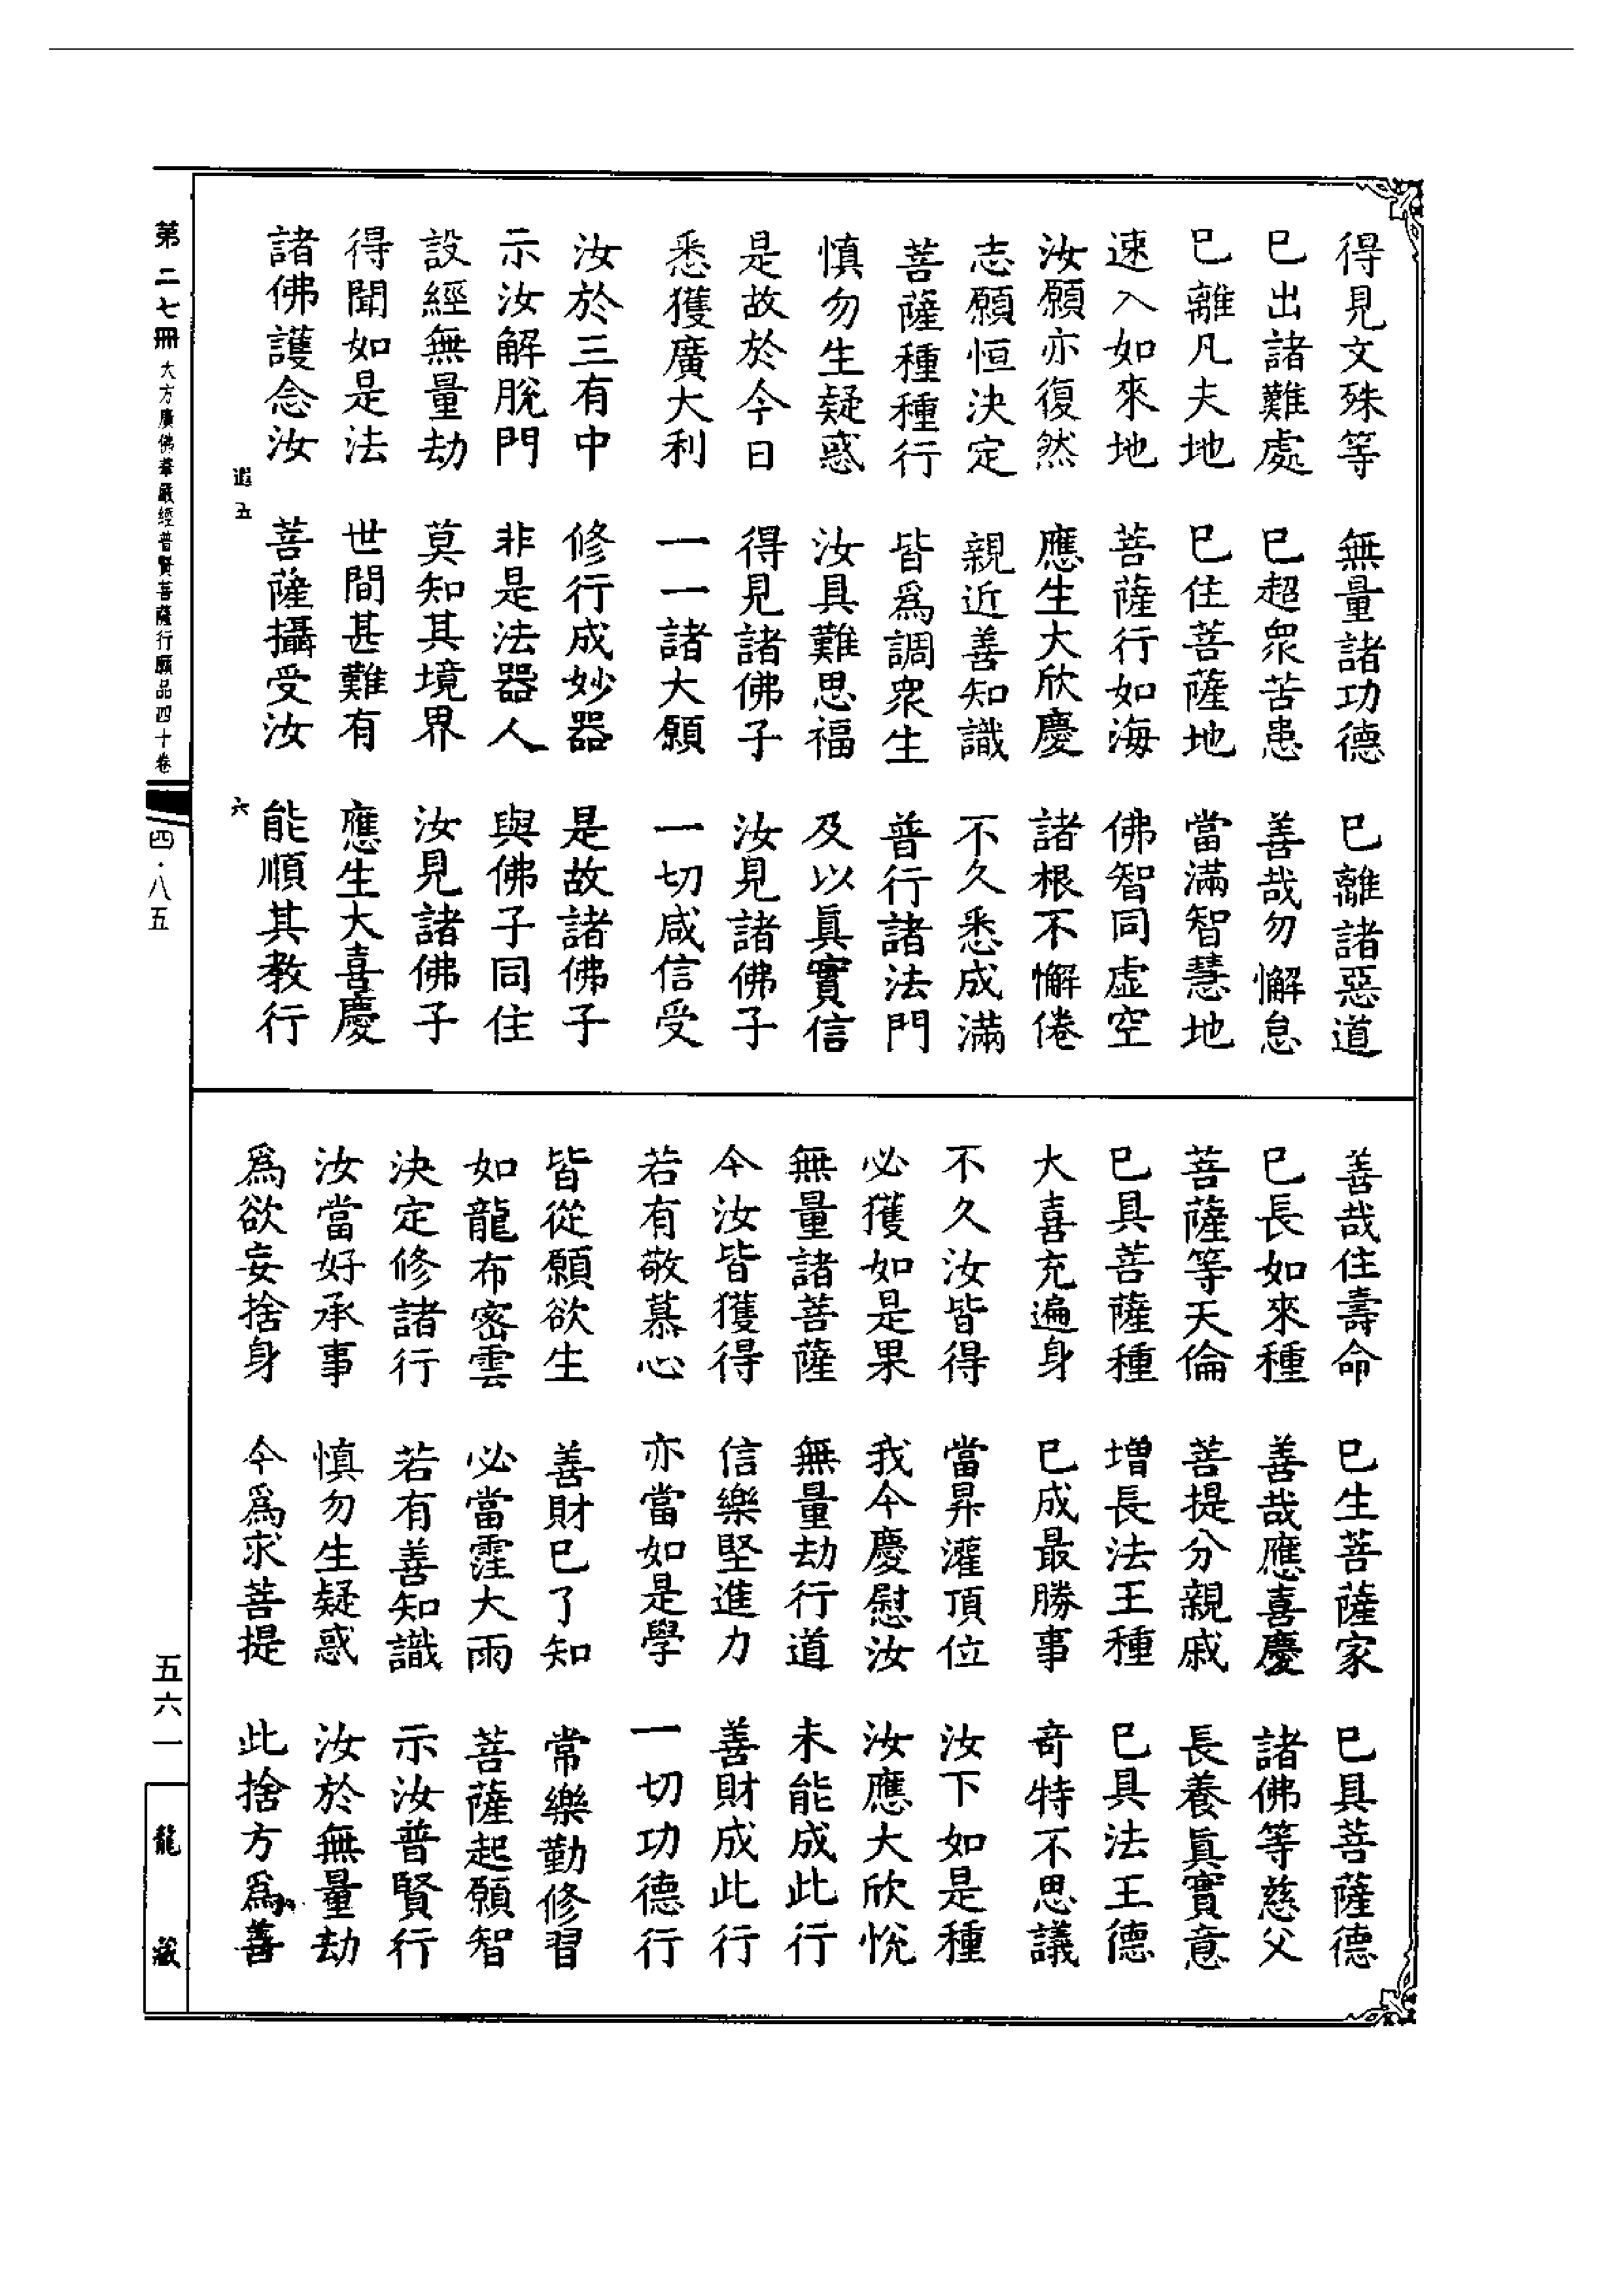 得見文殊等　無量諸功德　已離諸惡道
已出諸難處　已超衆苦患　善哉勿懈怠
已離凡夫地　已住菩薩地　當滿智慧地
速入如來地　菩薩行如海　佛智同虛空
汝願亦復然　應生大欣慶　諸根不懈倦
志願恒決定　親近善知識　不久悉成滿
菩薩種種行　皆爲調衆生　普行諸法門
慎勿生疑惑　汝具難思福　及以眞實信
是故於今日　得見諸佛子　汝見諸佛子
悉獲廣大利　一一諸大願　一切咸信受
汝於三有中　修行成妙器　是故諸佛子
示汝解脫門　非是法器人　與佛子同住
設經無量劫　莫知其境界　汝見諸佛子
得聞如是法　世間甚難有　應生大喜慶
諸佛護念汝　菩薩攝受汝　能順其教行
遐五　六
善哉住壽命　已生菩薩家　已具菩薩德
已長如來種　善哉應喜慶　諸佛等慈父
菩薩等天倫　菩提分親戚　長養眞實意
已具菩薩種　增長法王種　已具法王德
大喜充遍身　已成最勝事　奇特不思議
不久汝皆得　當昇灌頂位　汝下如是種
必獲如是果　我今慶慰汝　汝應大欣悅
無量諸菩薩　無量劫行道　未能成此行
今汝皆獲得　信樂堅進力　善財成此行
若有敬慕心　亦當如是學　一切功德行
皆從願欲生　善財已了知　常樂勤修習
如龍布密雲　必當霔大雨　菩薩起願智
決定修諸行　若有善知識　示汝普賢行
汝當好承事　慎勿生疑惑　汝於無量劫
爲欲妄捨身　今爲求菩提　此捨方爲善
第二七冊　大方廣佛華嚴經普賢菩薩行願品四十卷　四·八五
五六一　龍藏